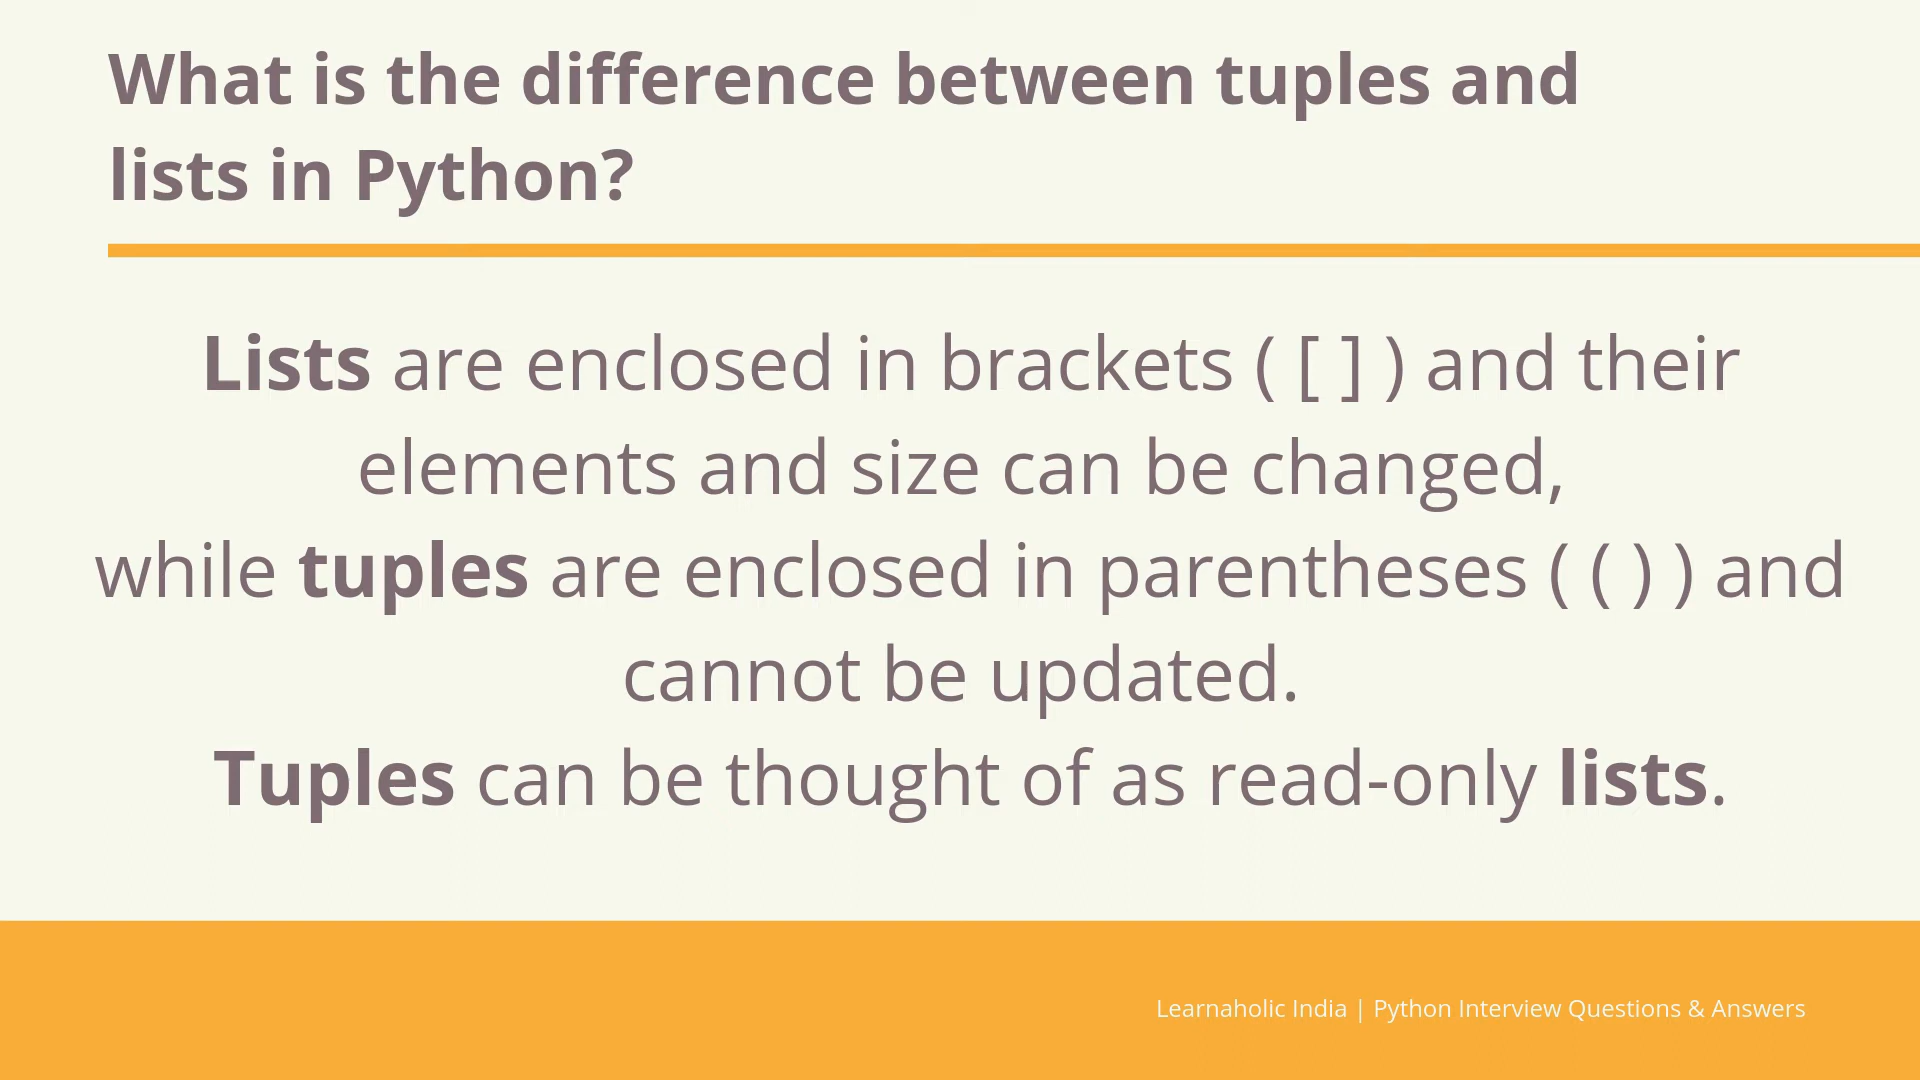 What is the difference between tuples and
lists in Python?
Lists are enclosed in brackets ( [ ] ) and their
elements and size can be changed,
while tuples are enclosed in parentheses ( ( ) ) and
cannot be updated.
Tuples can be thought of as read-only lists.
Learnaholic India | Python Interview Questions & Answers